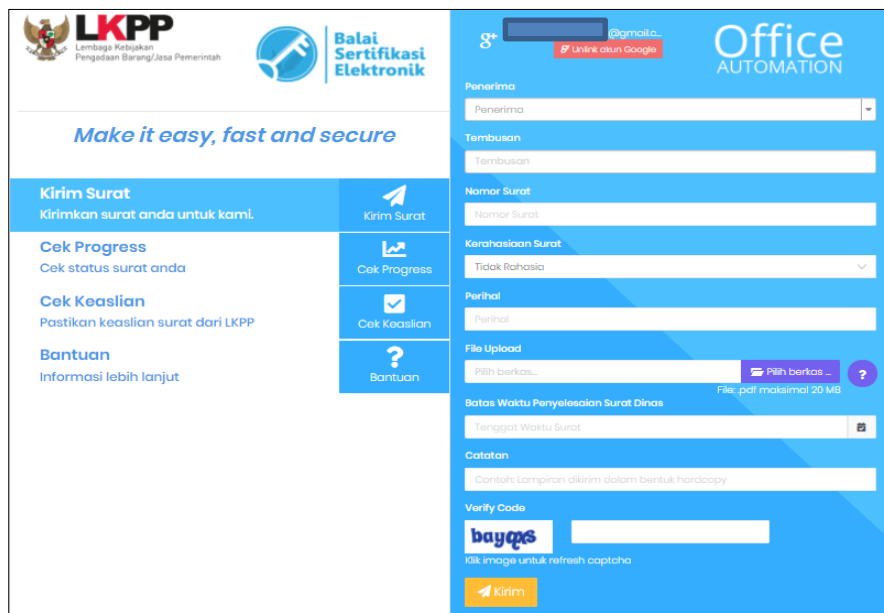 LKPP
Lembaga Kebijakan
Pengadaan Barang/Jasa Pemerintah
Balai
Sertifikasi
Elektronik
Make it easy, fast and secure
Kirim Surat
Kirimkan surat anda untuk kami.
Kirim Surat
Cek Progress
Cek status surat anda
Cek Progress
Cek Keaslian
Pastikan keaslian surat dari LKPP
Cek Keaslian
Bantuan
Informasi lebih lanjut
?
Bantuan
g+
@gmail.c...
Unlink akun Google
Office
AUTOMATION
Penerima
Penerima
Tembusan
Tembusan
Nomor Surat
Nomor Surat
Kerahasiaan Surat
Tidak Rahasia
Perihal
Perihal
File Upload
Pilih berkas...
Pilih berkas ...
?
File: .pdf maksimal 20 MB
Batas Waktu Penyelesaian Surat Dinas
Tenggat Waktu Surat
Catatan
Contoh: Lampiran dikirim dalam bentuk hardcopy
Verify Code
Klik image untuk refresh captcha
Kirim